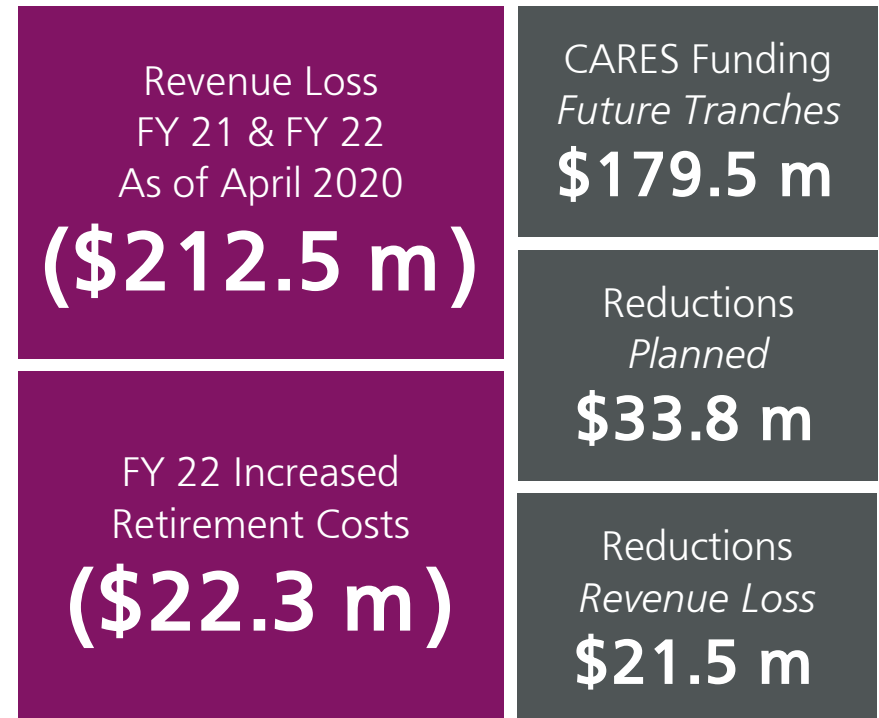 Revenue Loss
FY 21 & FY 22
As of April 2020
($212.5 m)
FY 22 Increased
Retirement Costs
($22.3 m)
CARES Funding
Future Tranches
$179.5 m
Reductions
Planned
$33.8 m
Reductions
Revenue Loss
$21.5 m